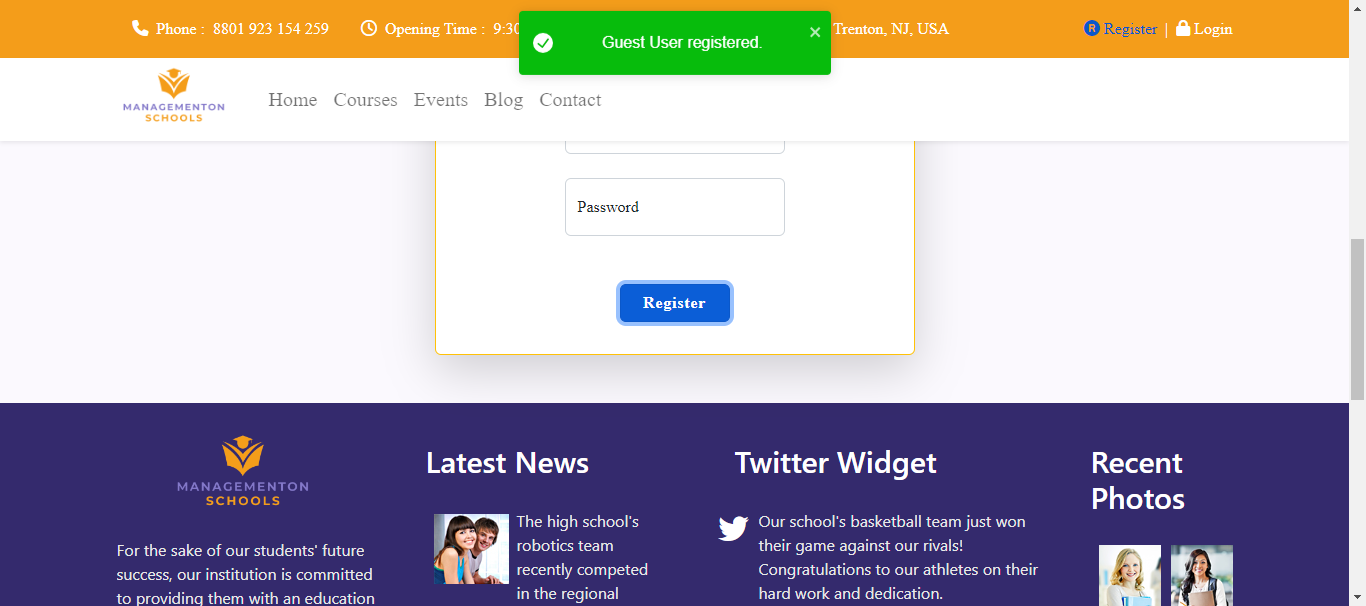 Phone : 8801 923 154 259
Opening Time : 9:30
Guest User registered.
Trenton, NJ, USA
R Register | Login
MANAGEMENTON
SCHOOLS
Home Courses Events Blog Contact
Password
Register
MANAGEMENTON
SCHOOLS
For the sake of our students' future
success, our institution is committed
to providing them with an education
Latest News
The high school's
robotics team
recently competed
in the regional
Twitter Widget
Our school's basketball team just won
their game against our rivals!
Congratulations to our athletes on their
hard work and dedication.
Recent
Photos